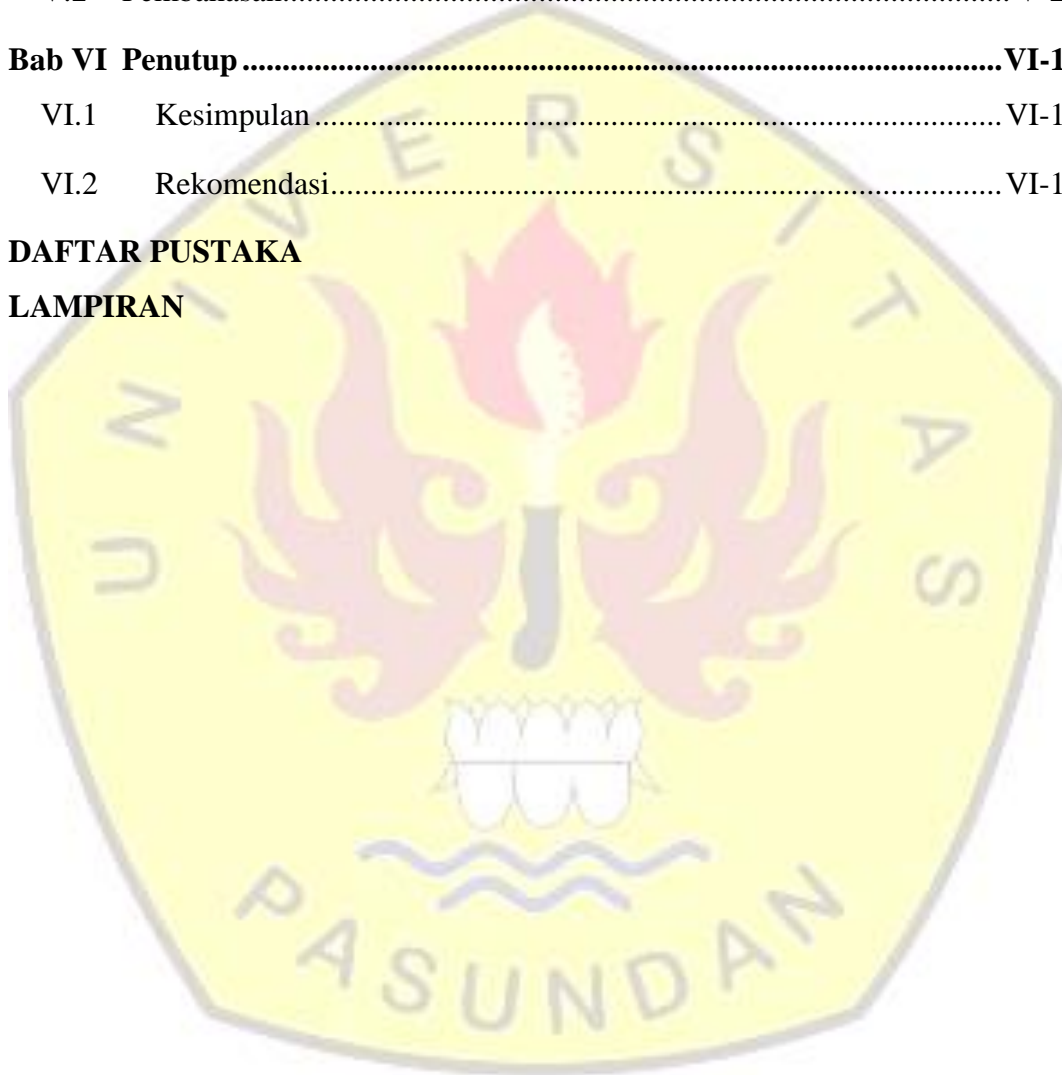 Bab VI Penutup ........................................................................................ VI-1
VI.1 Kesimpulan ................................................................................ VI-1
VI.2 Rekomendasi .............................................................................. VI-1
DAFTAR PUSTAKA
LAMPIRAN
UNIVERSITAS
PASUNDAN